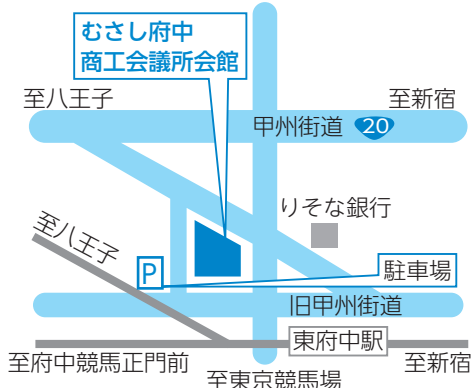 むさし府中
商工会議所会館
至八王子
至新宿
甲州街道 20
りそな銀行
至八王子
P
駐車場
旧甲州街道
東府中駅
至府中競馬正門前
至新宿
至東京競馬場